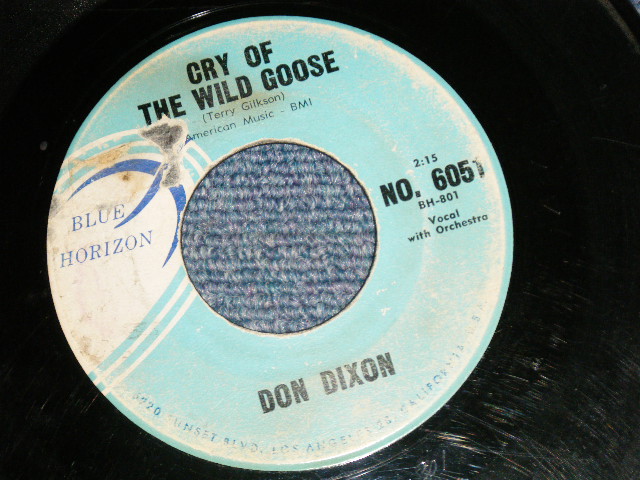 CRY OF
THE WILD GOOSE
(Terry Gilkson)
American Music - BMI
2:15
NO. 6051
BH-801
Vocal
with Orchestra
BLUE
HORIZON
DON DIXON
SUNSET BLVD. LOS ANGELES CALIFORNIA U.S.